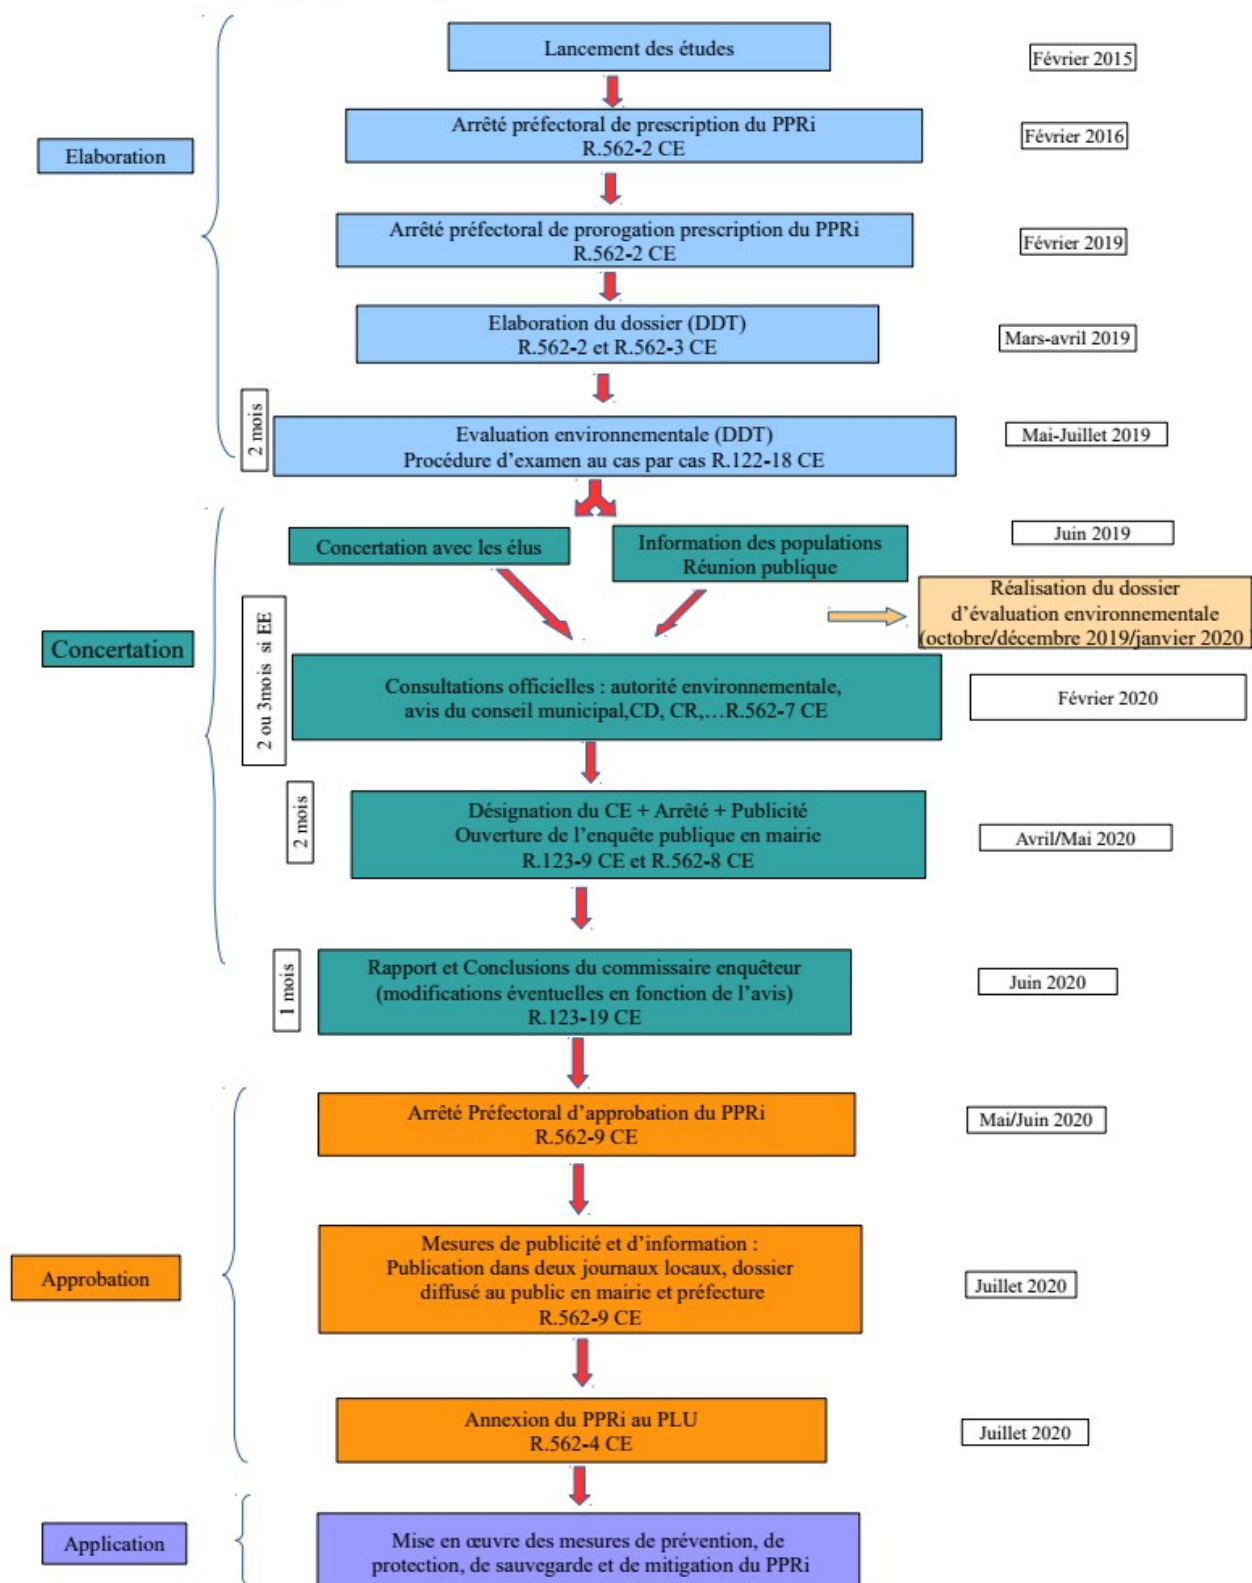 Lancement des études
Février 2015
Arrêté préfectoral de prescription du PPRi
R.562-2 CE
Février 2016
Elaboration
Arrêté préfectoral de prorogation prescription du PPRi
R.562-2 CE
Février 2019
Elaboration du dossier (DDT)
R.562-2 et R.562-3 CE
Mars-avril 2019
2 mois
Evaluation environnementale (DDT)
Procédure d'examen au cas par cas R.122-18 CE
Mai-Juillet 2019
Concertation avec les élus
Information des populations
Réunion publique
Juin 2019
Réalisation du dossier
d'évaluation environnementale
(octobre/décembre 2019/janvier 2020 )
Concertation
2 ou 3mois si EE
Consultations officielles : autorité environnementale,
avis du conseil municipal,CD, CR,…R.562-7 CE
Février 2020
2 mois
Désignation du CE + Arrêté + Publicité
Ouverture de l'enquête publique en mairie
R.123-9 CE et R.562-8 CE
Avril/Mai 2020
1 mois
Rapport et Conclusions du commissaire enquêteur
(modifications éventuelles en fonction de l'avis)
R.123-19 CE
Juin 2020
Arrêté Préfectoral d'approbation du PPRi
R.562-9 CE
Mai/Juin 2020
Approbation
Mesures de publicité et d'information :
Publication dans deux journaux locaux, dossier
diffusé au public en mairie et préfecture
R.562-9 CE
Juillet 2020
Annexion du PPRi au PLU
R.562-4 CE
Juillet 2020
Application
Mise en œuvre des mesures de prévention, de
protection, de sauvegarde et de mitigation du PPRi